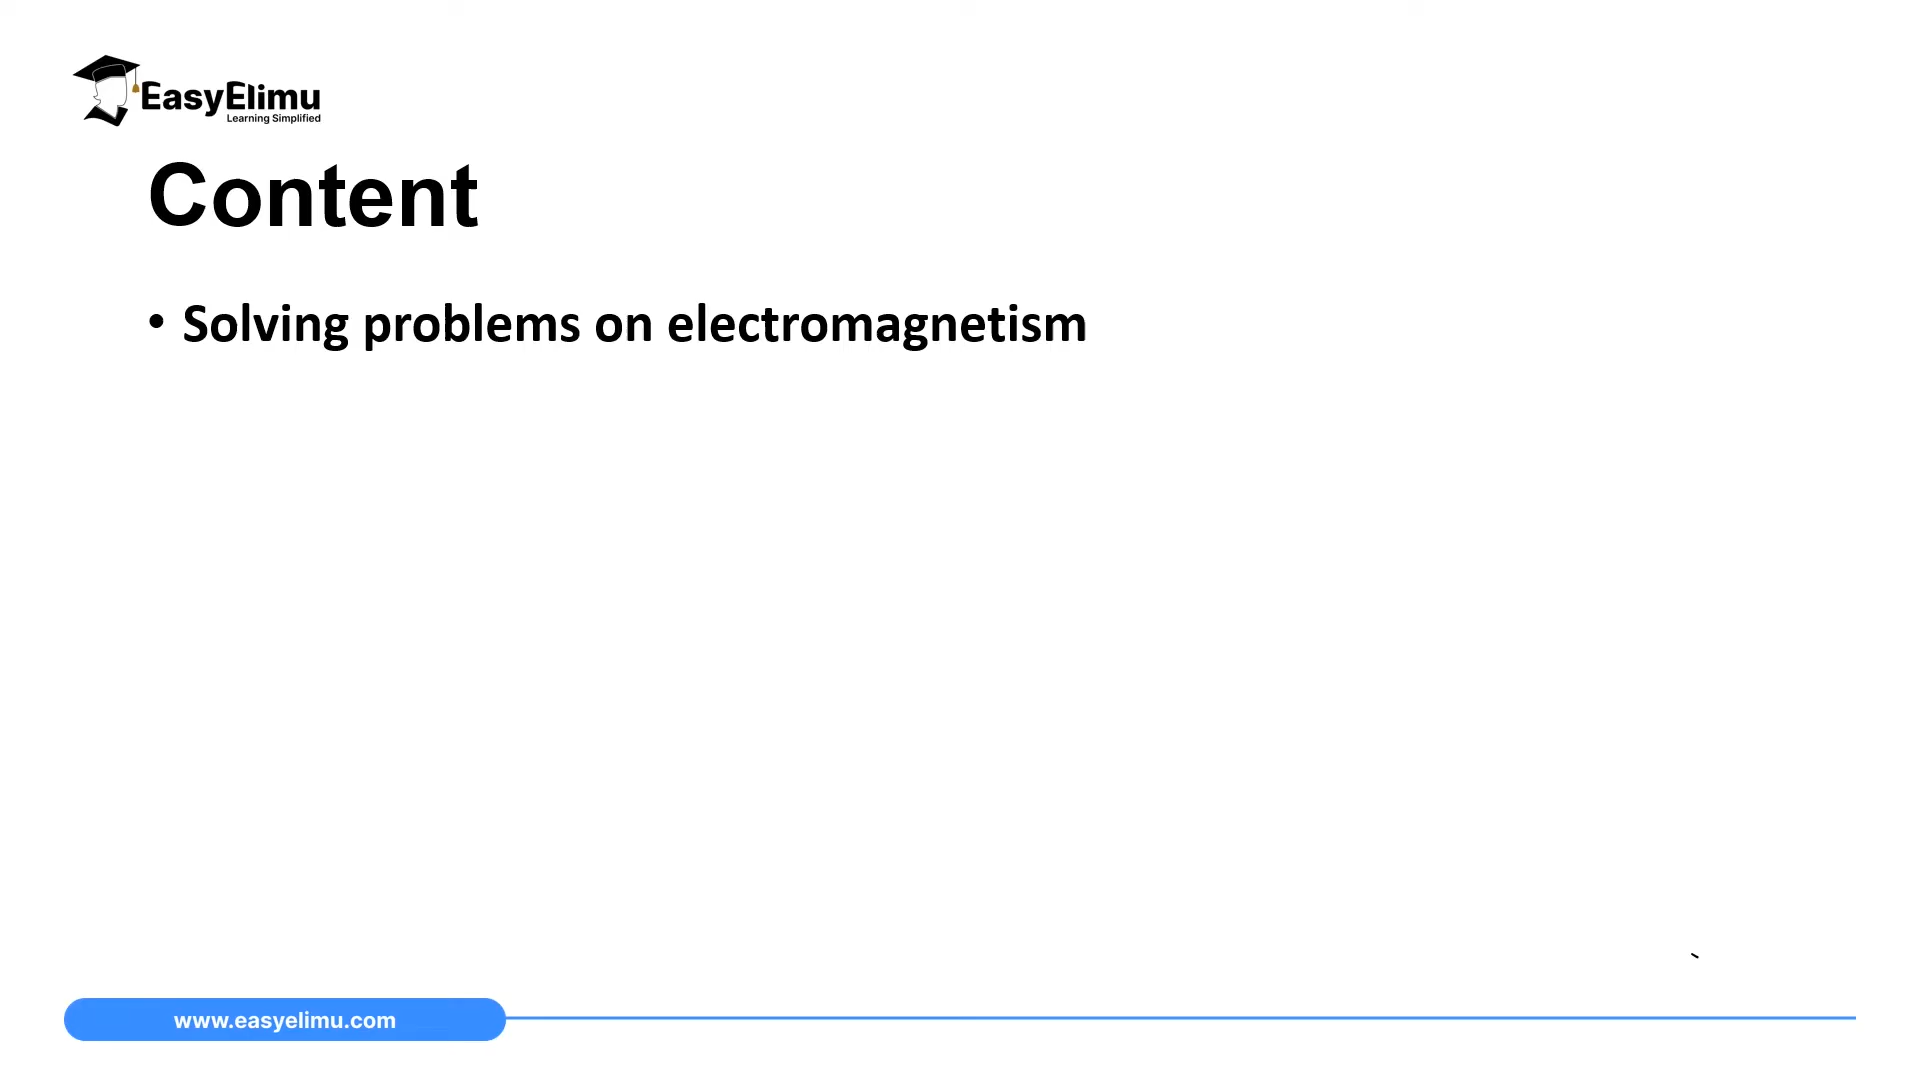 EasyElimu
Learning Simplified
Content
• Solving problems on electromagnetism
www.easyelimu.com